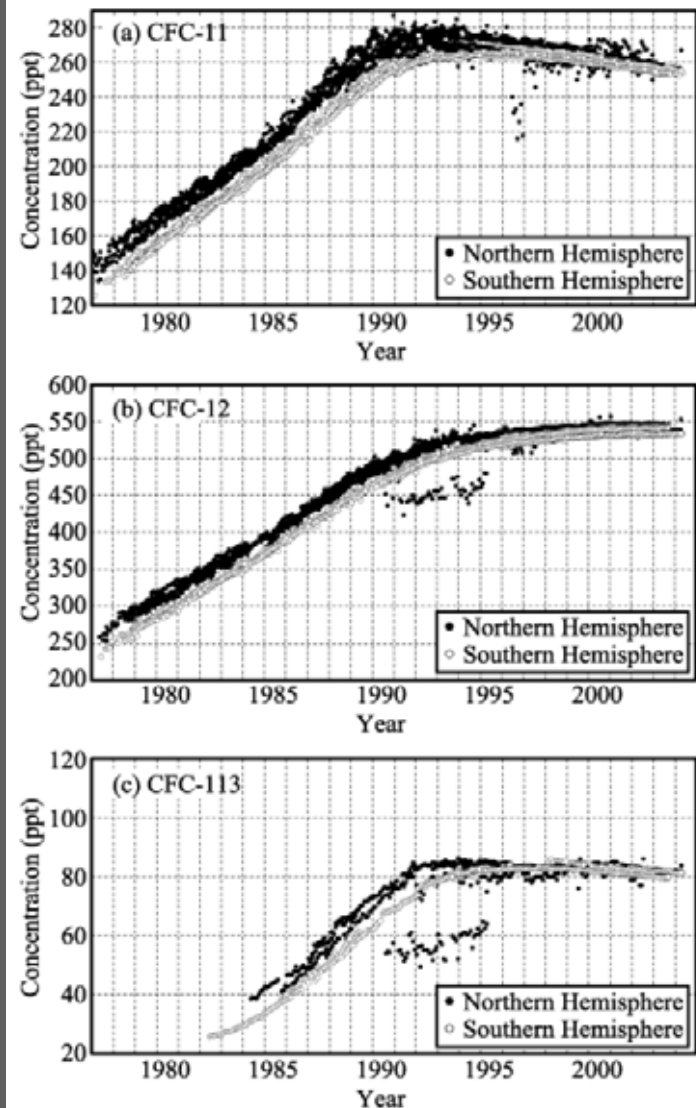 280
(a) CFC-11
260
240
220
200
180
160
140
120
Concentration (ppt)
Northern Hemisphere
Southern Hemisphere
1980 1985 1990 1995 2000
Year
600
(b) CFC-12
550
500
450
400
350
300
250
200
Concentration (ppt)
Northern Hemisphere
Southern Hemisphere
1980 1985 1990 1995 2000
Year
120
(c) CFC-113
100
80
60
40
20
Concentration (ppt)
Northern Hemisphere
Southern Hemisphere
1980 1985 1990 1995 2000
Year